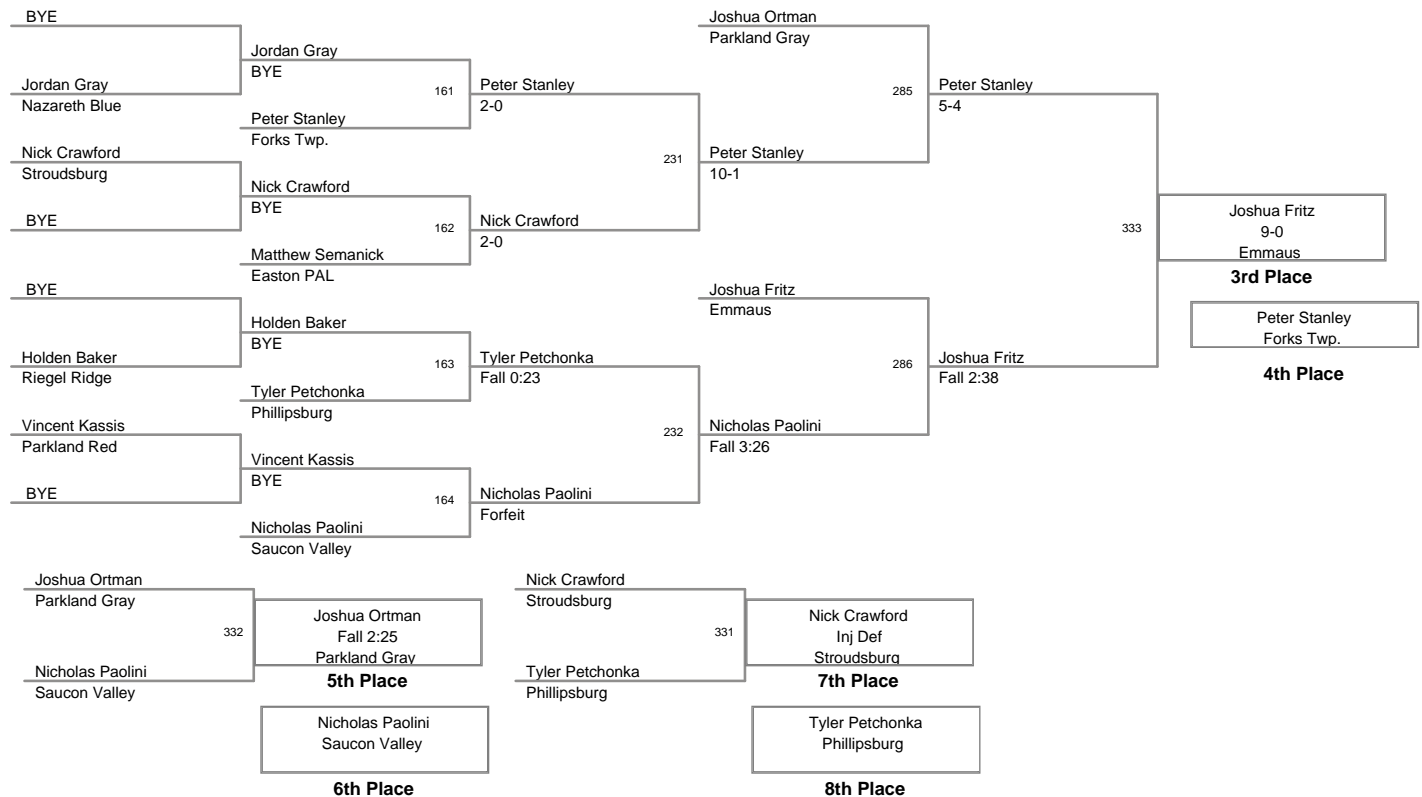 BYE
Jordan Gray
BYE
Jordan Gray
Nazareth Blue
161
Peter Stanley
2-0
Peter Stanley
Forks Twp.
Nick Crawford
Stroudsburg
231
Peter Stanley
10-1
Nick Crawford
BYE
BYE
162
Nick Crawford
2-0
Matthew Semanick
Easton PAL
Joshua Ortman
Parkland Gray
285
Peter Stanley
5-4
333
Joshua Fritz
9-0
Emmaus
3rd Place
Peter Stanley
Forks Twp.
4th Place
BYE
Holden Baker
BYE
Holden Baker
Riegel Ridge
163
Tyler Petchonka
Fall 0:23
Tyler Petchonka
Phillipsburg
Vincent Kassis
Parkland Red
232
Nicholas Paolini
Fall 3:26
Vincent Kassis
BYE
BYE
164
Nicholas Paolini
Forfeit
Nicholas Paolini
Saucon Valley
Joshua Fritz
Emmaus
286
Joshua Fritz
Fall 2:38
Joshua Ortman
Parkland Gray
332
Joshua Ortman
Fall 2:25
Parkland Gray
5th Place
Nicholas Paolini
Saucon Valley
Nicholas Paolini
Saucon Valley
6th Place
Nick Crawford
Stroudsburg
331
Nick Crawford
Inj Def
Stroudsburg
7th Place
Tyler Petchonka
Phillipsburg
Tyler Petchonka
Phillipsburg
8th Place